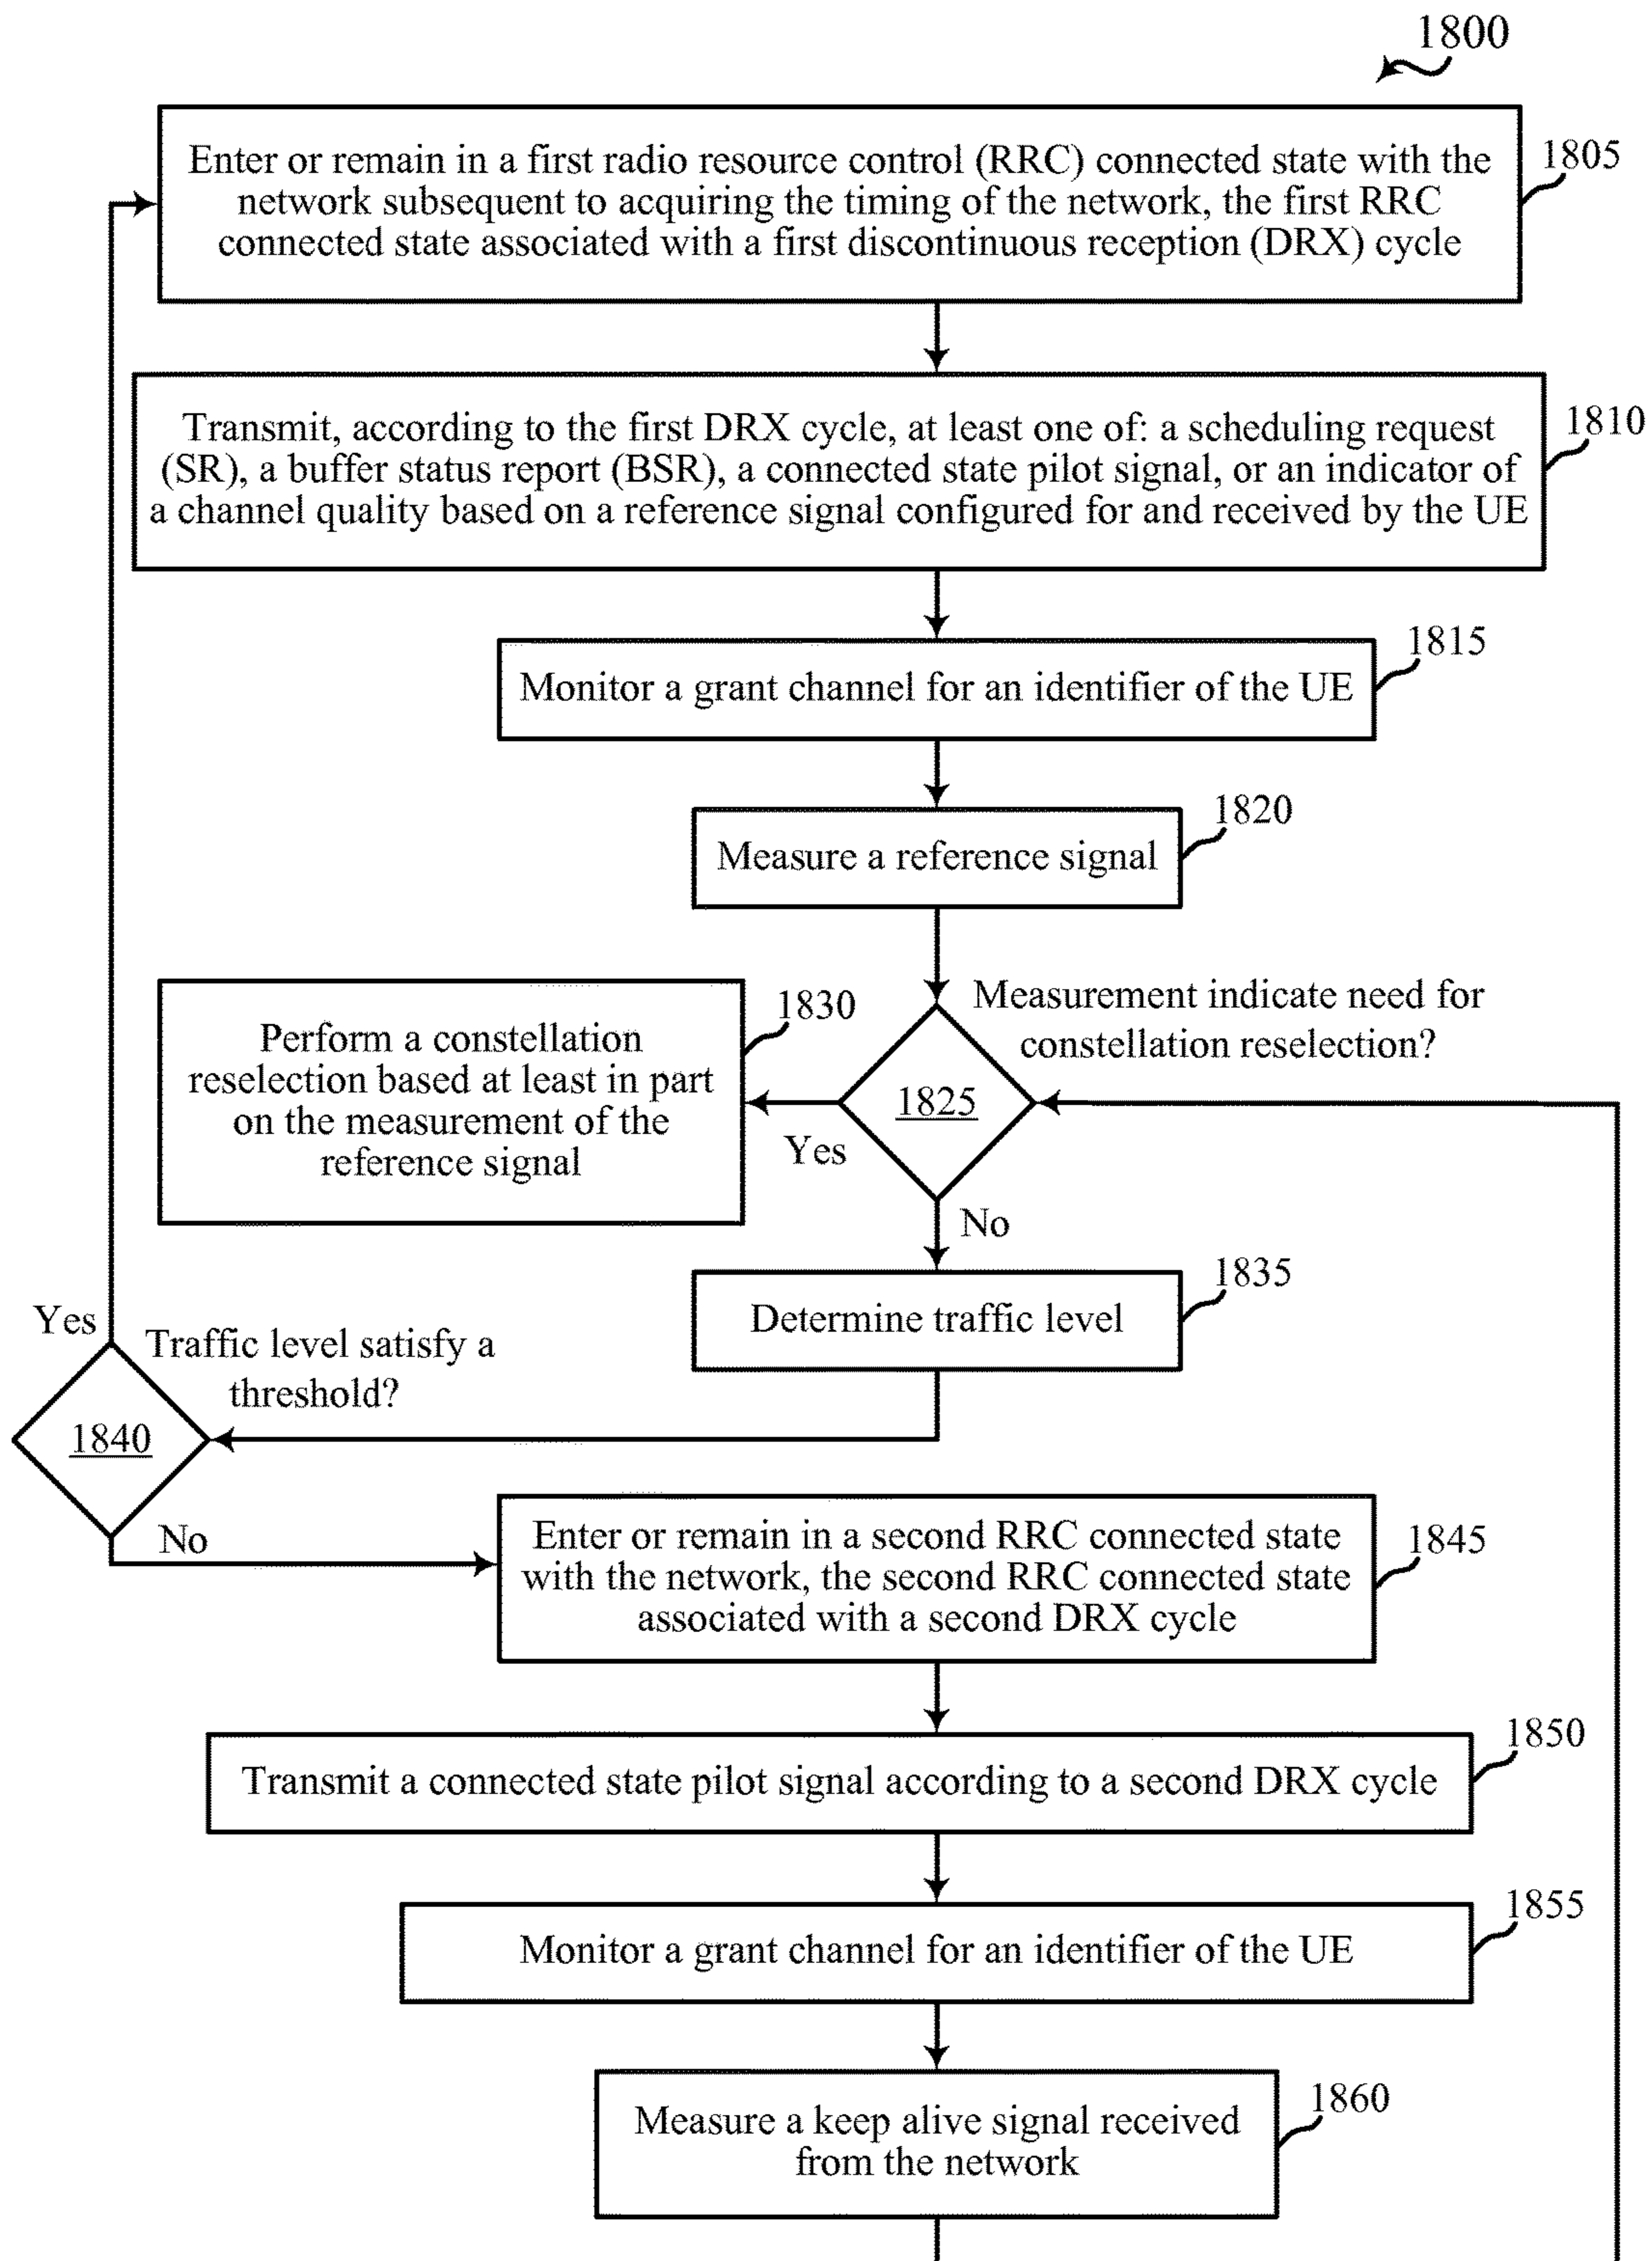 1800
Enter or remain in a first radio resource control (RRC) connected state with the
network subsequent to acquiring the timing of the network, the first RRC
connected state associated with a first discontinuous reception (DRX) cycle
1805
Transmit, according to the first DRX cycle, at least one of: a scheduling request
(SR), a buffer status report (BSR), a connected state pilot signal, or an indicator of
a channel quality based on a reference signal configured for and received by the UE
1810
Monitor a grant channel for an identifier of the UE
1815
Measure a reference signal
1820
Measurement indicate need for
constellation reselection?
1825
Yes
No
Perform a constellation
reselection based at least in part
on the measurement of the
reference signal
1830
Determine traffic level
1835
Yes
Traffic level satisfy a
threshold?
1840
No
Enter or remain in a second RRC connected state
with the network, the second RRC connected state
associated with a second DRX cycle
1845
Transmit a connected state pilot signal according to a second DRX cycle
1850
Monitor a grant channel for an identifier of the UE
1855
Measure a keep alive signal received
from the network
1860